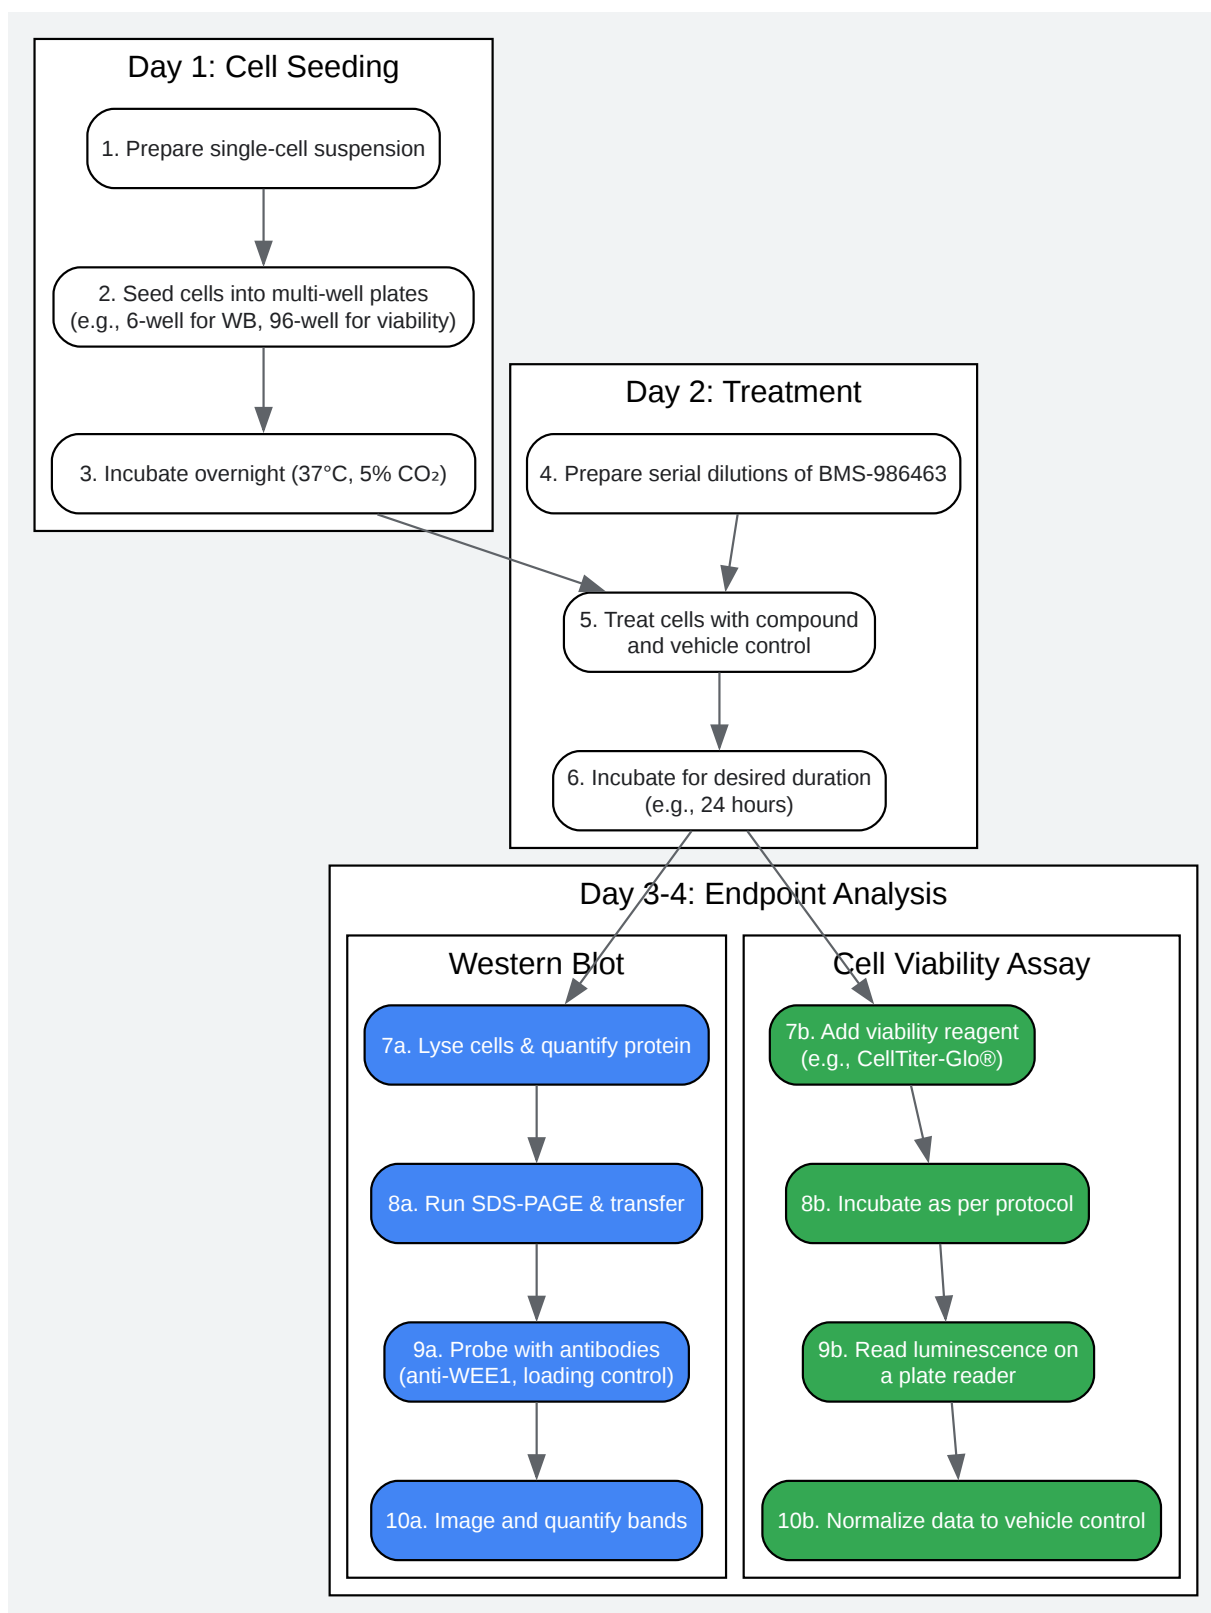 Day 1: Cell Seeding
1. Prepare single-cell suspension
2. Seed cells into multi-well plates
(e.g., 6-well for WB, 96-well for viability)
3. Incubate overnight (37°C, 5% CO₂)
Day 2: Treatment
4. Prepare serial dilutions of BMS-986463
5. Treat cells with compound
and vehicle control
6. Incubate for desired duration
(e.g., 24 hours)
Day 3-4: Endpoint Analysis
Western Blot
7a. Lyse cells & quantify protein
8a. Run SDS-PAGE & transfer
9a. Probe with antibodies
(anti-WEE1, loading control)
10a. Image and quantify bands
Cell Viability Assay
7b. Add viability reagent
(e.g., CellTiter-Glo®)
8b. Incubate as per protocol
9b. Read luminescence on
a plate reader
10b. Normalize data to vehicle control